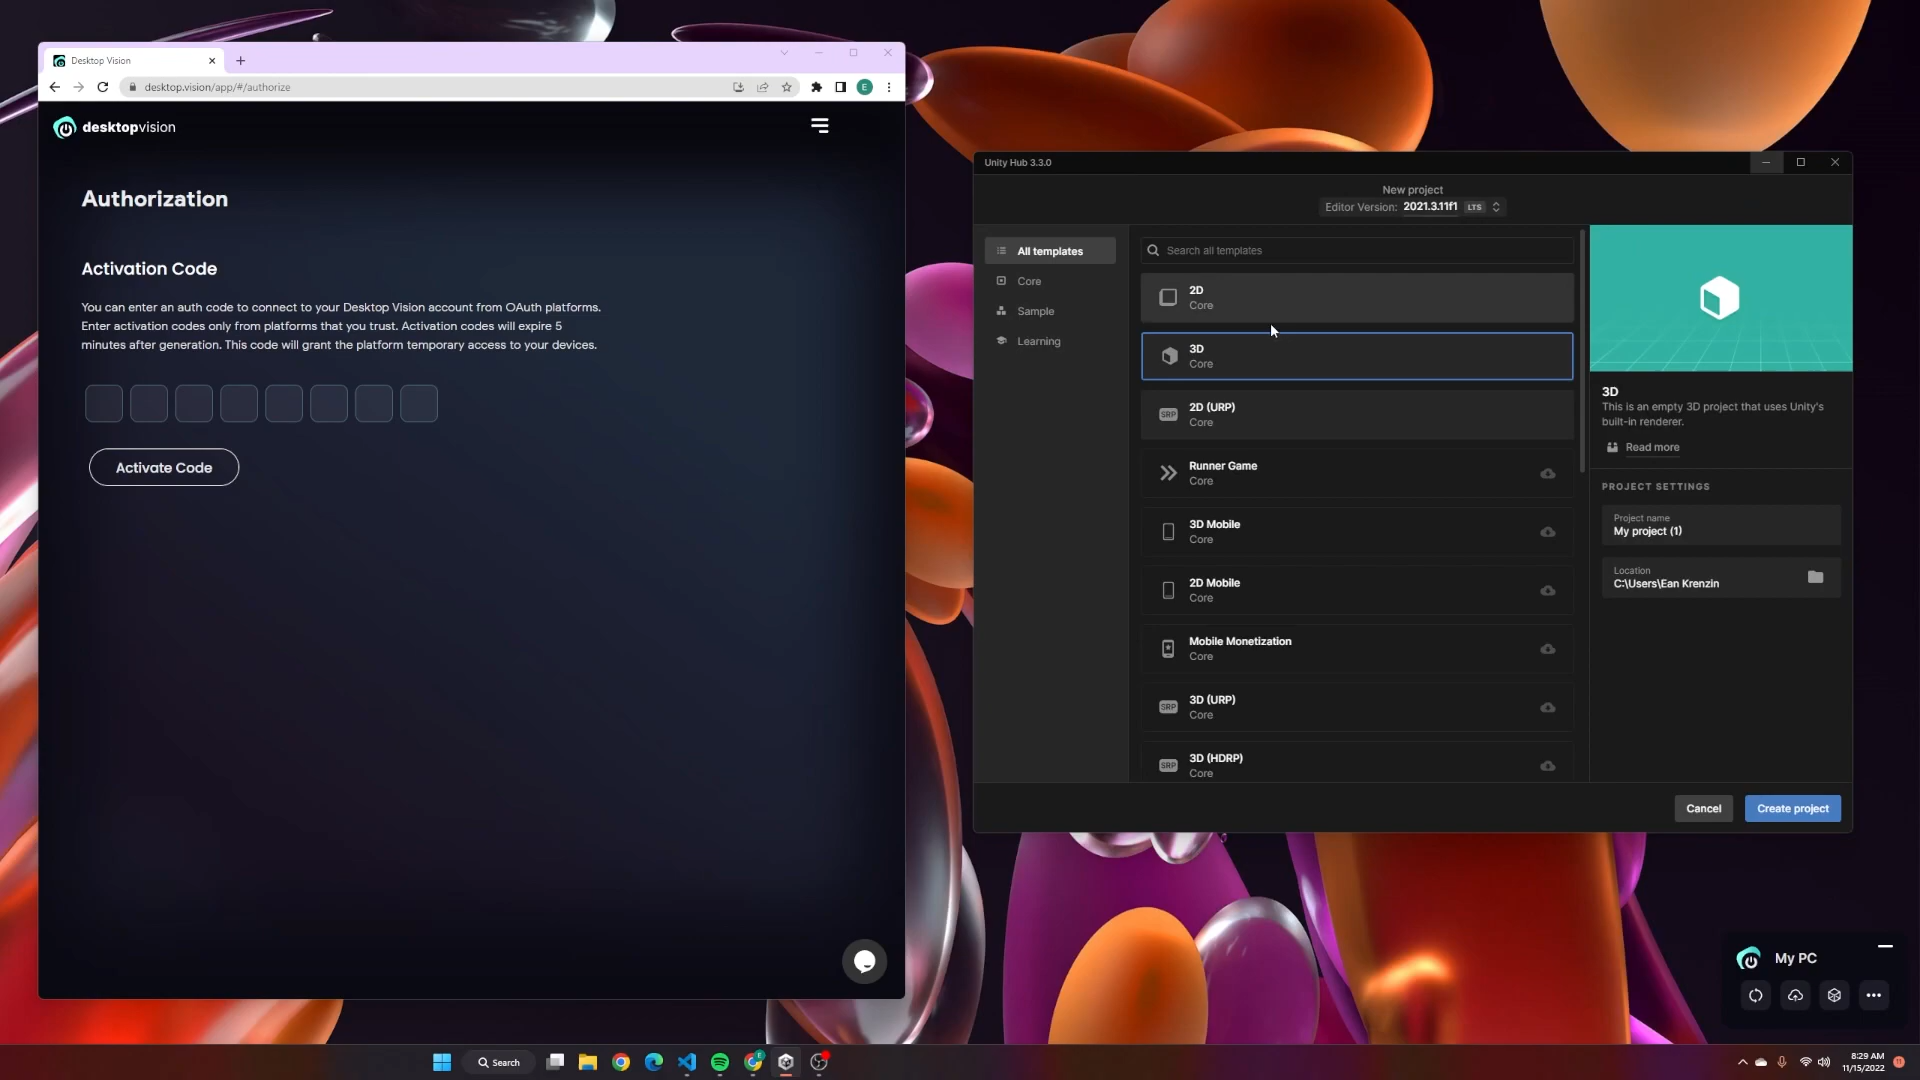 Desktop Vision
desktop.vision/app/#/authorize
E
desktopvision
Authorization
Activation Code
You can enter an auth code to connect to your Desktop Vision account from OAuth platforms.
Enter activation codes only from platforms that you trust. Activation codes will expire 5
minutes after generation. This code will grant the platform temporary access to your devices.
Activate Code
Unity Hub 3.3.0
New project
Editor Version: 2021.3.11f1 LTS
All templates
Core
Sample
Learning
Search all templates
2D
Core
3D
Core
SRP
2D (URP)
Core
Runner Game
Core
3D Mobile
Core
2D Mobile
Core
Mobile Monetization
Core
SRP
3D (URP)
Core
SRP
3D (HDRP)
Core
3D
This is an empty 3D project that uses Unity's
built-in renderer.
Read more
PROJECT SETTINGS
Project name
My project (1)
Location
C:\Users\Ean Krenzin
Cancel
Create project
My PC
Search
E
8:29 AM
11/15/2022
11